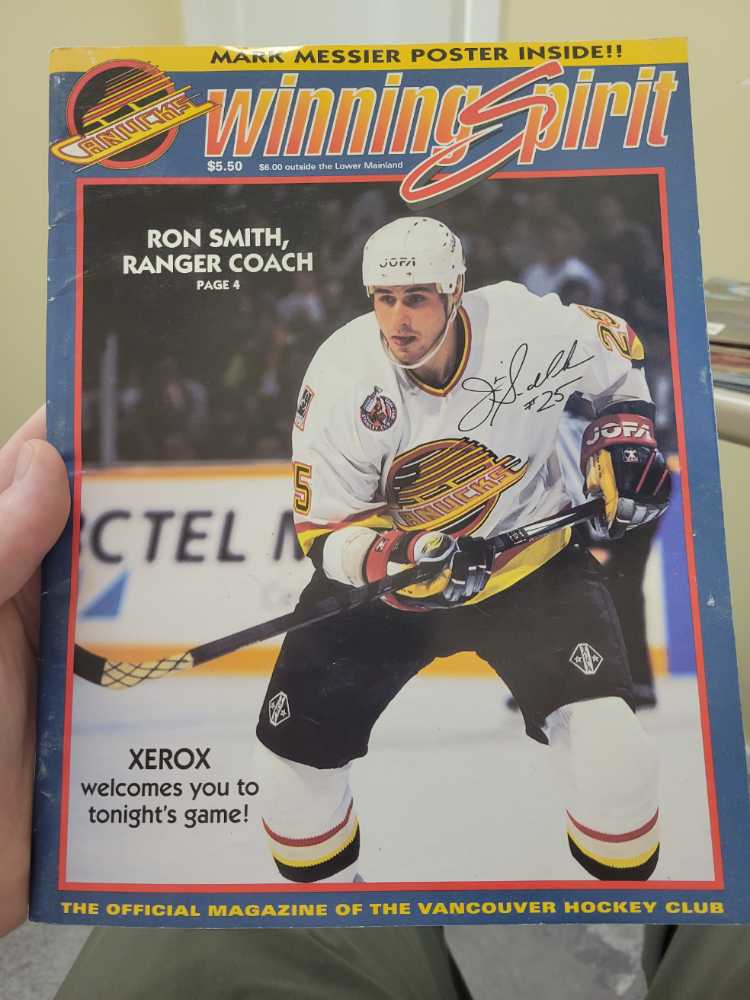 MARK MESSIER POSTER INSIDE!!
CANUCKS
winning Spirit
$5.50 $6.00 outside the Lower Mainland
RON SMITH,
RANGER COACH
PAGE 4
JOFA
25
#25
JOFA
CANUCKS
25
BCTEL M
XEROX
welcomes you to
tonight's game!
THE OFFICIAL MAGAZINE OF THE VANCOUVER HOCKEY CLUB